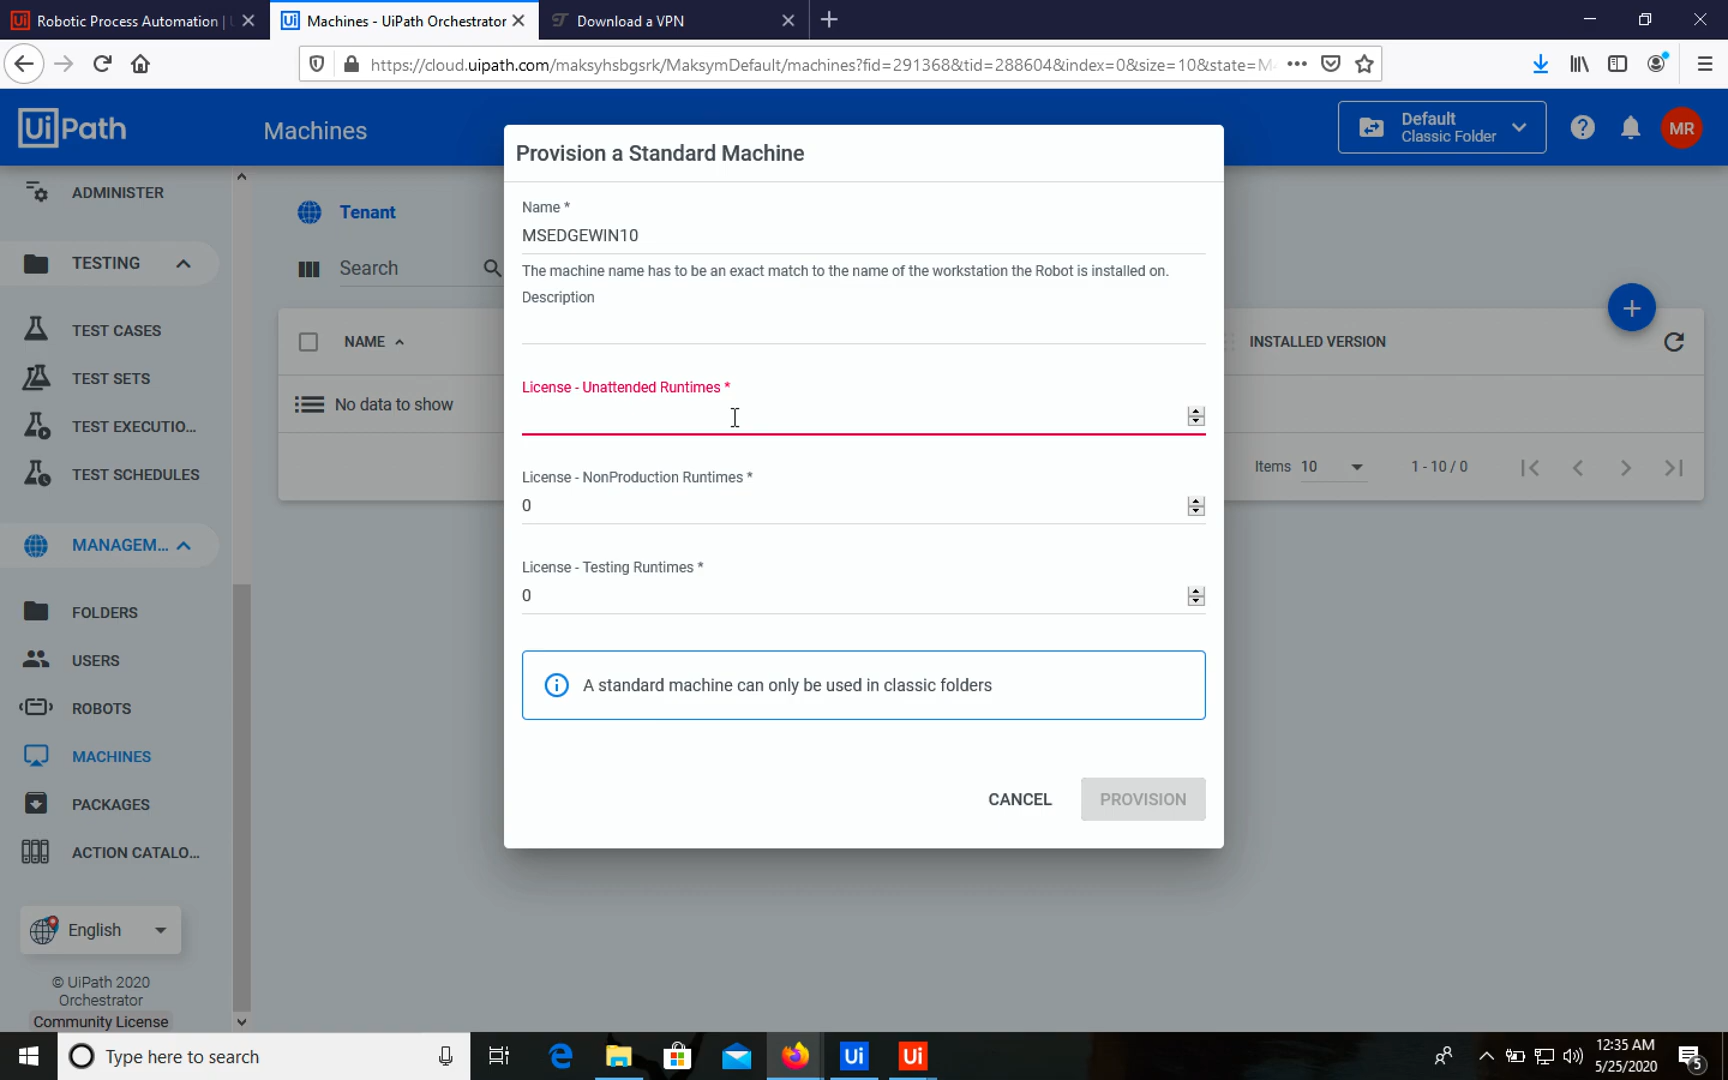 Robotic Process Automation |
Machines - UiPath Orchestrator
Download a VPN
https://cloud.uipath.com/maksyhsbgsrk/MaksymDefault/machines?fid=291368&tid=288604&index=0&size=10&state=M
UiPath
Machines
Default
Classic Folder
MR
ADMINISTER
TESTING
TEST CASES
TEST SETS
TEST EXECUTIO...
TEST SCHEDULES
MANAGEM...
FOLDERS
USERS
ROBOTS
MACHINES
PACKAGES
ACTION CATALO...
English
© UiPath 2020
Orchestrator
Community License
Tenant
Search
NAME
INSTALLED VERSION
No data to show
Items 10
1 - 10 / 0
Provision a Standard Machine
Name *
MSEDGEWIN10
The machine name has to be an exact match to the name of the workstation the Robot is installed on.
Description
License - Unattended Runtimes *
License - NonProduction Runtimes *
0
License - Testing Runtimes *
0
A standard machine can only be used in classic folders
CANCEL
PROVISION
Type here to search
Ui
Ui
12:35 AM
5/25/2020
5